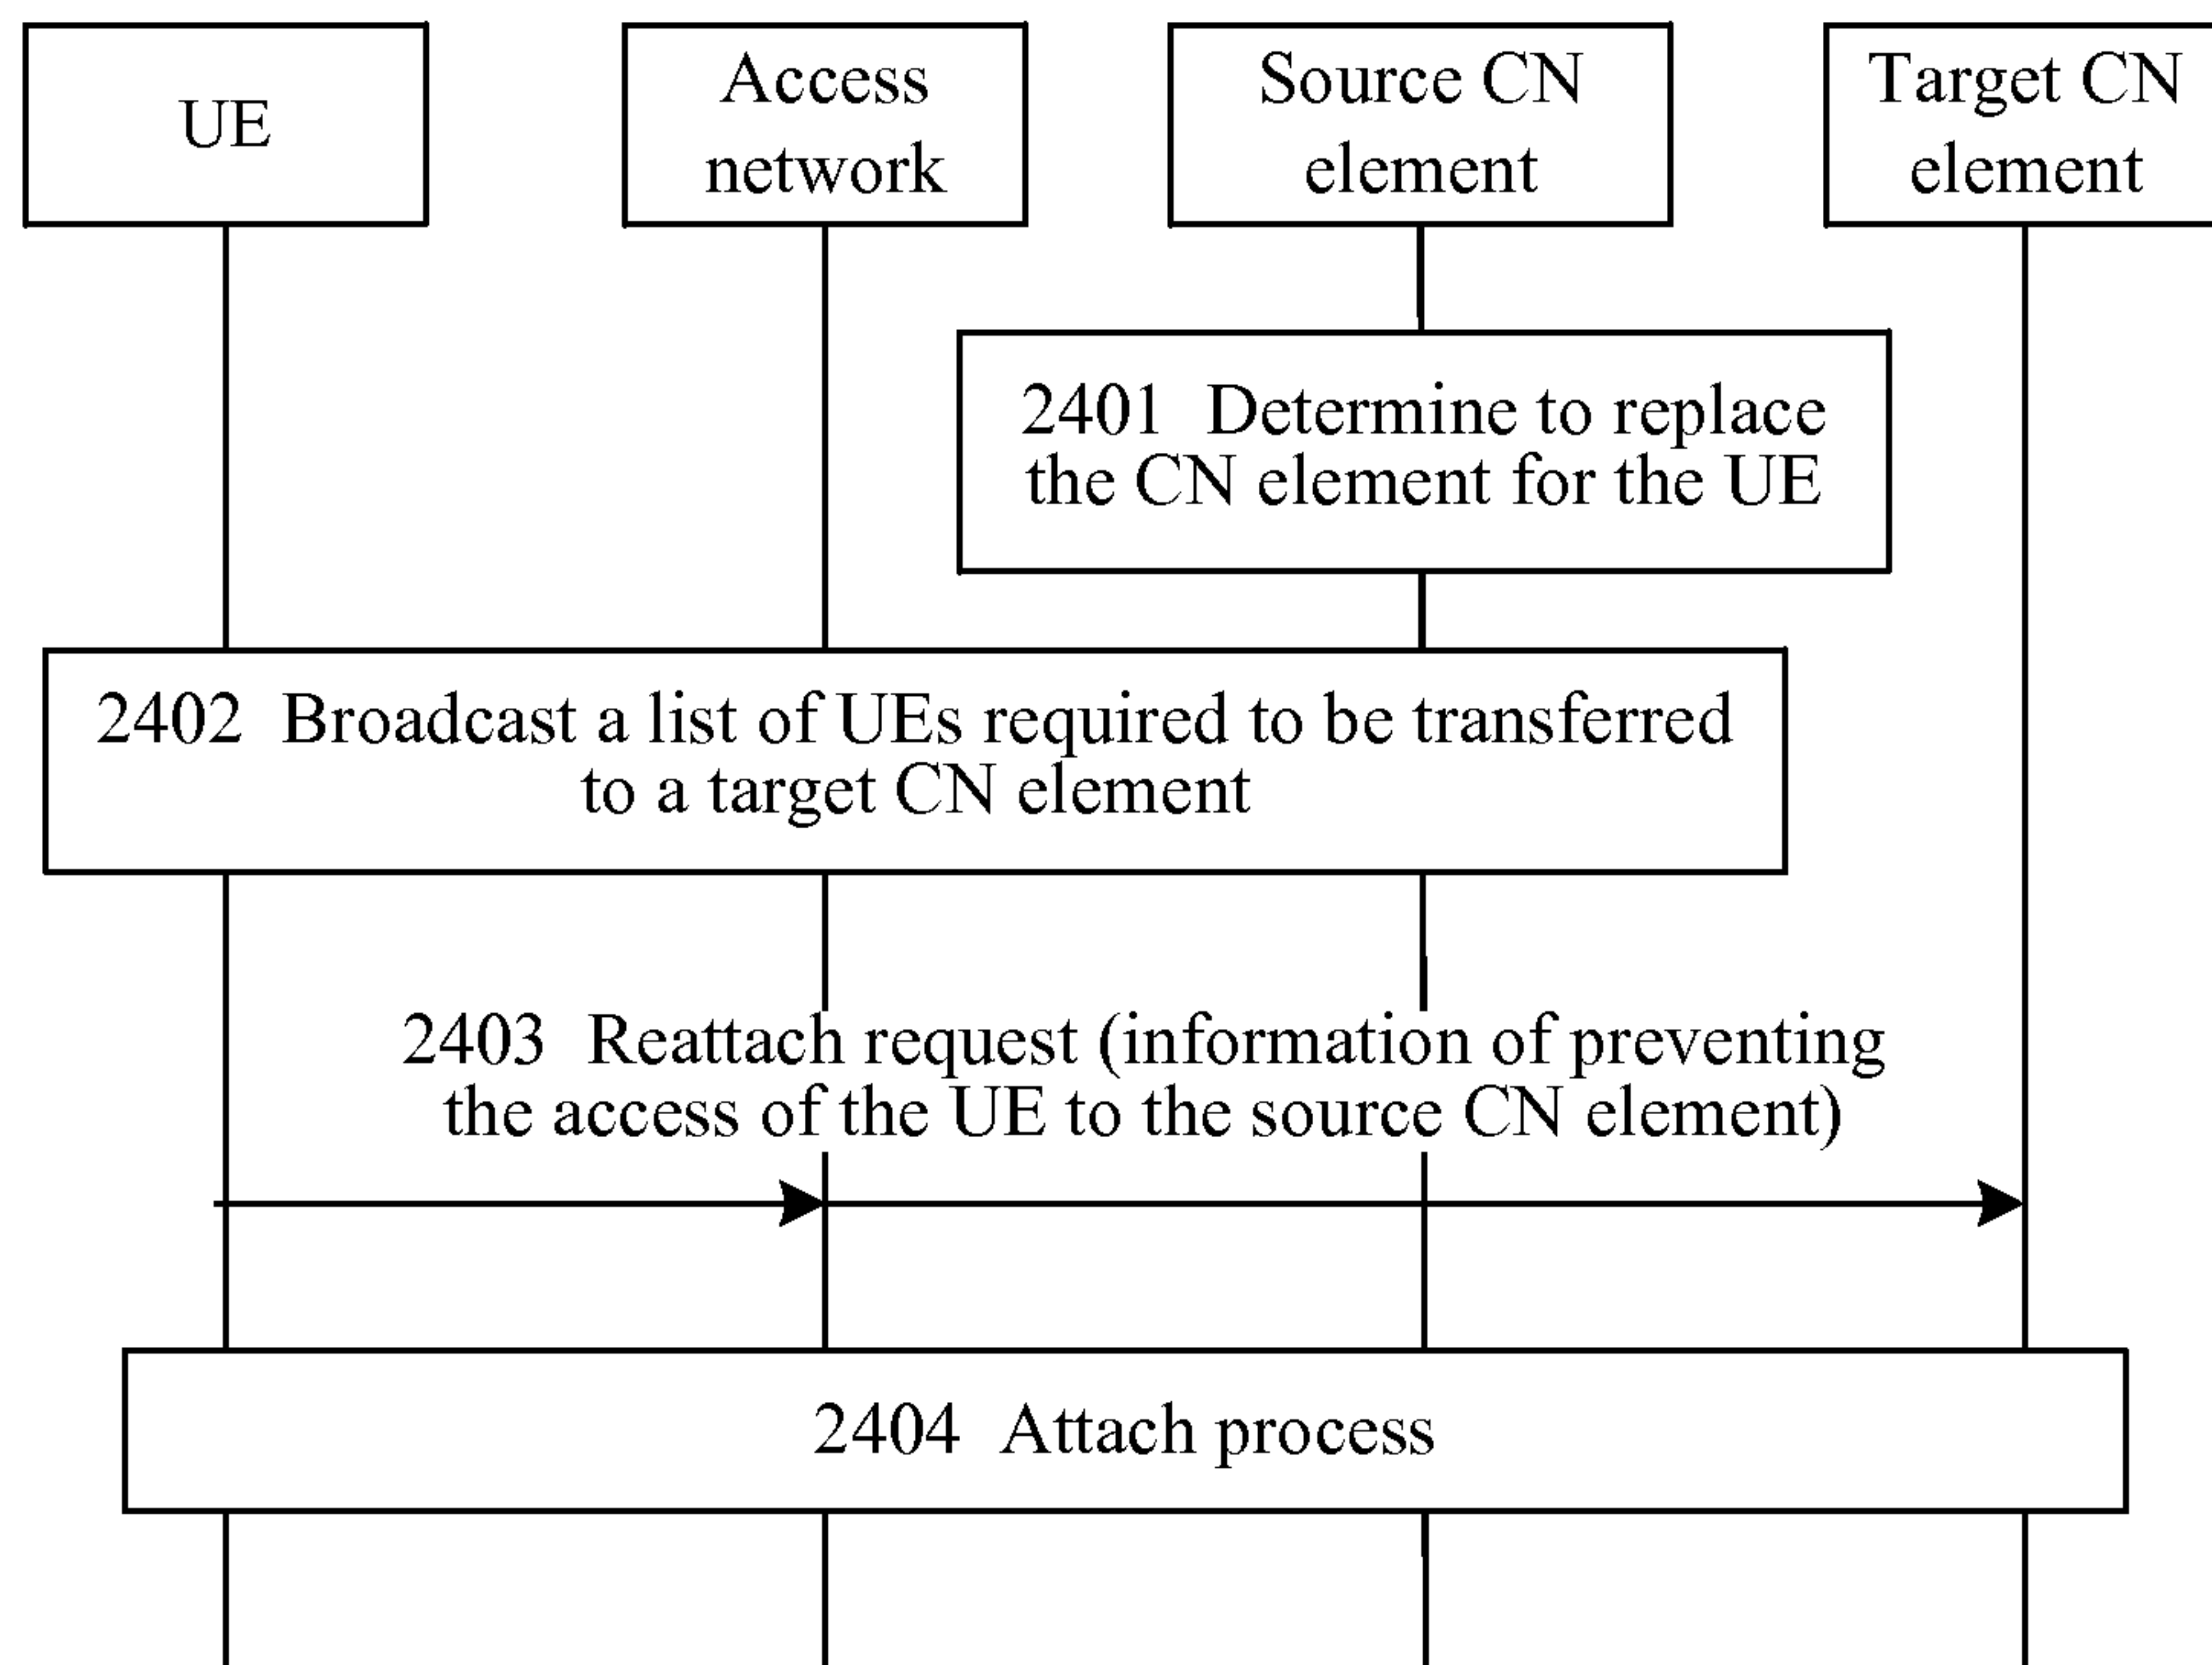 UE
Access
network
Source CN
element
Target CN
element
2401 Determine to replace
the CN element for the UE
2402 Broadcast a list of UEs required to be transferred
to a target CN element
2403 Reattach request (information of preventing
the access of the UE to the source CN element)
2404 Attach process